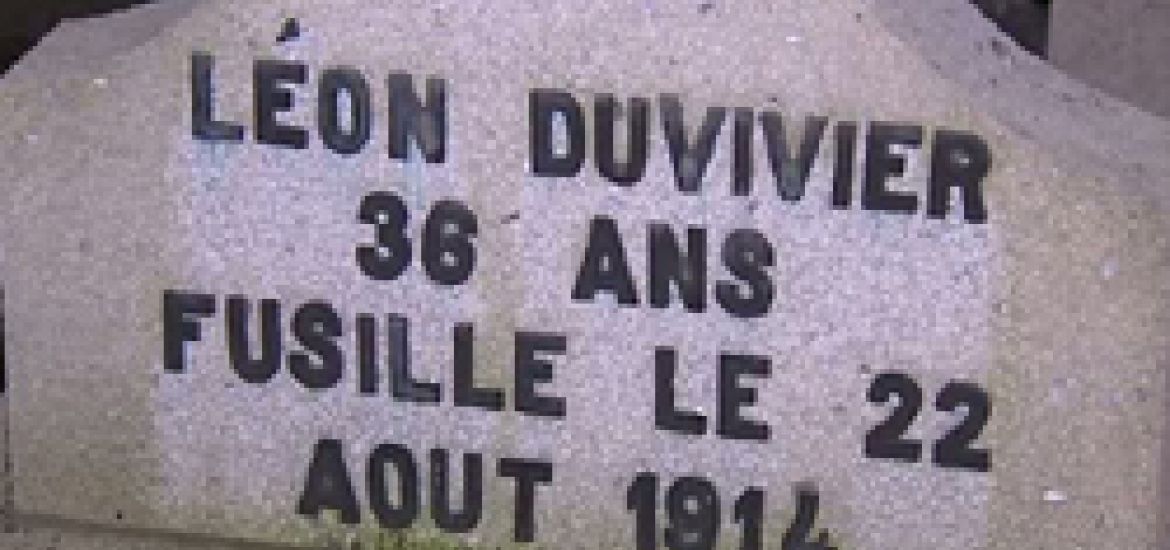 LÉON DUVIVIER
36 ANS
FUSILLE LE 22
AOUT 1914